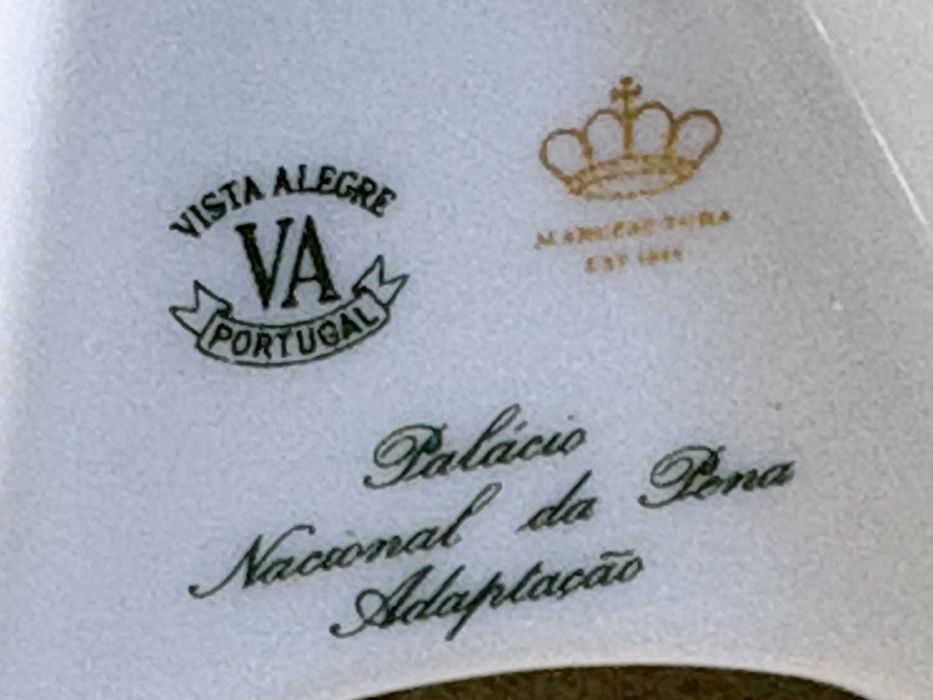 VISTA ALEGRE
VA
PORTUGAL
Palácio
Nacional da Pena
Adaptação